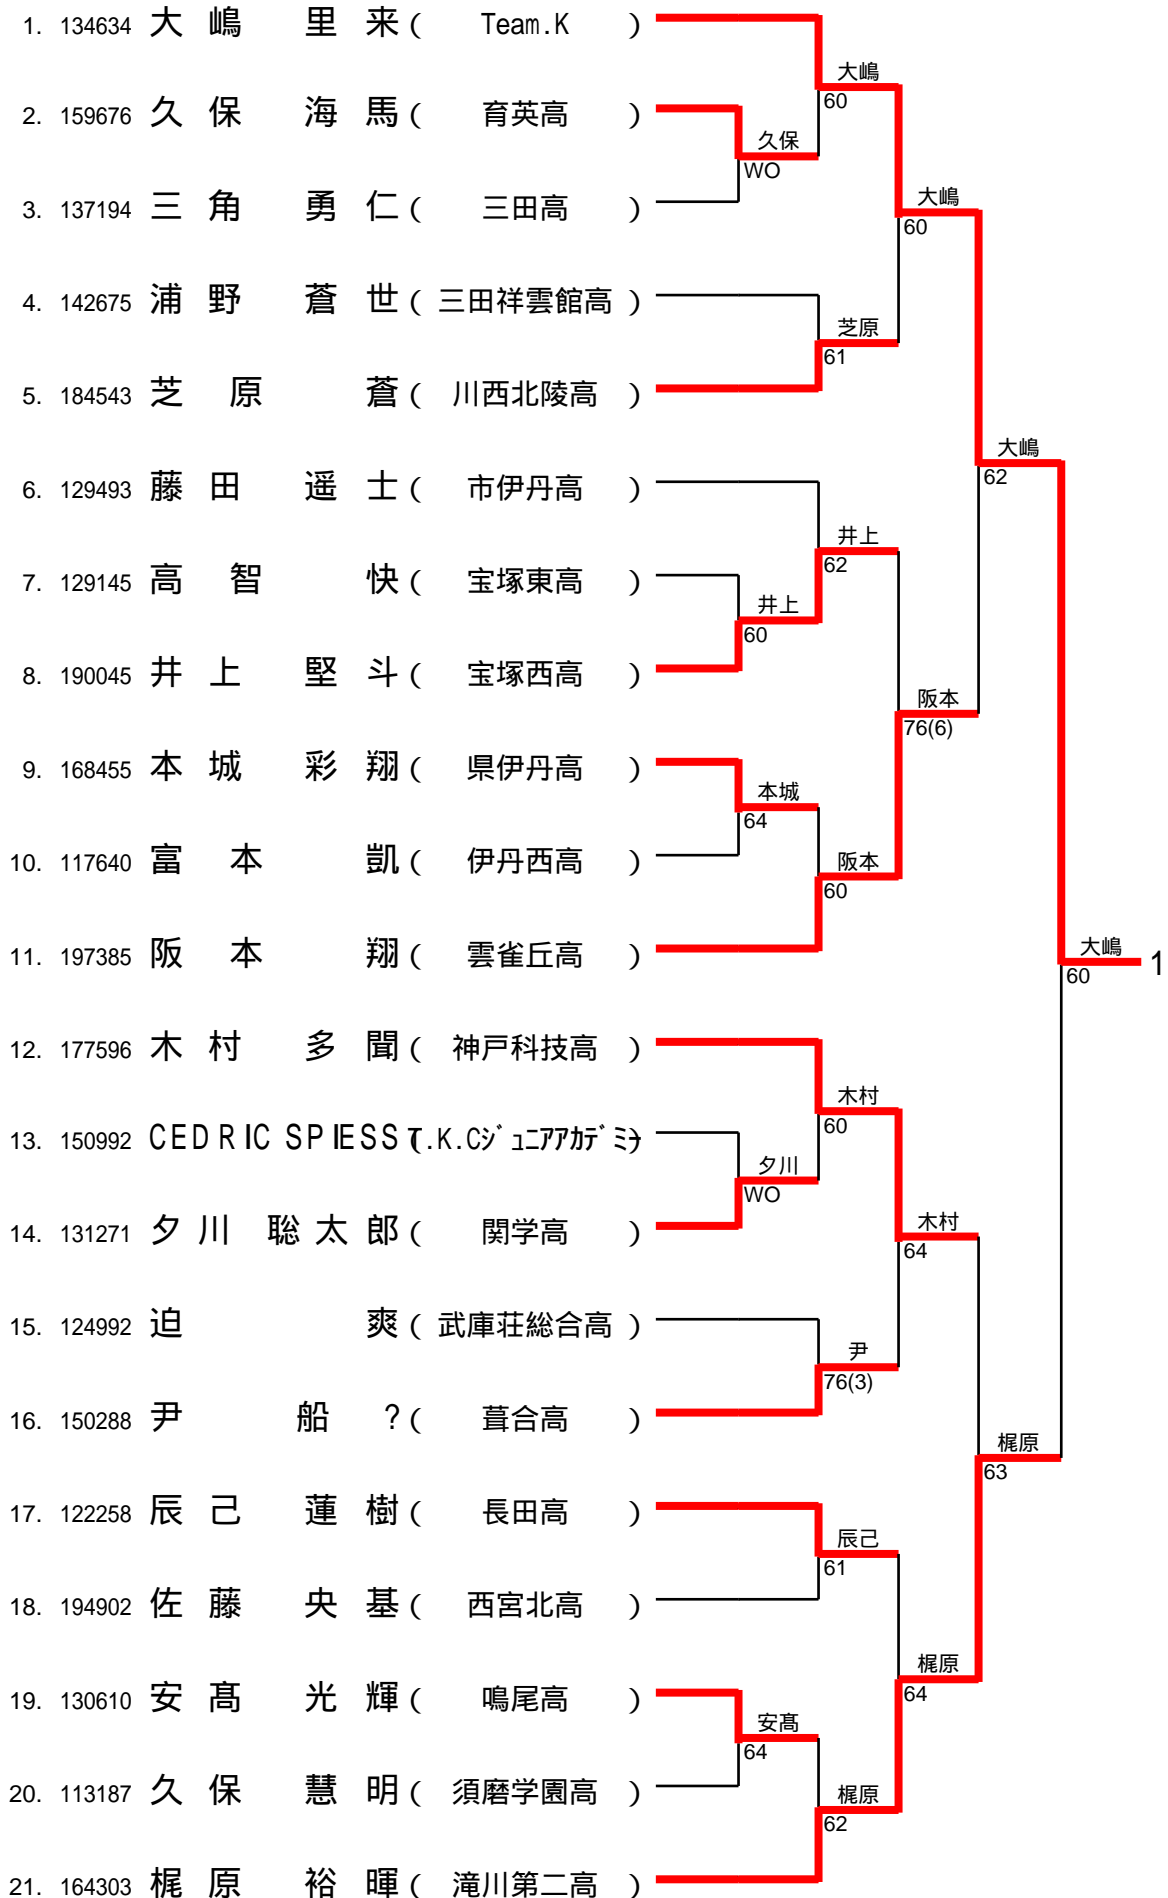 1. 134634 大嶋 里来 ( Team.K )
大嶋
60
2. 159676 久保 海馬 ( 育英高 )
久保
WO
3. 137194 三角 勇仁 ( 三田高 )
大嶋
60
4. 142675 浦野 蒼世 ( 三田祥雲館高 )
芝原
61
5. 184543 芝原 蒼 ( 川西北陵高 )
大嶋
62
6. 129493 藤田 遥士 ( 市伊丹高 )
井上
62
7. 129145 高智 快 ( 宝塚東高 )
井上
60
8. 190045 井上 堅斗 ( 宝塚西高 )
阪本
76(6)
9. 168455 本城 彩翔 ( 県伊丹高 )
本城
64
10. 117640 富本 凱 ( 伊丹西高 )
阪本
60
11. 197385 阪本 翔 ( 雲雀丘高 )
大嶋
60
1
12. 177596 木村 多聞 ( 神戸科技高 )
木村
60
13. 150992 CEDRIC SPIESS (T.K.Cジュニアアカデミー)
夕川
WO
14. 131271 夕川 聡太郎 ( 関学高 )
木村
64
15. 124992 迫 爽 ( 武庫荘総合高 )
尹
76(3)
16. 150288 尹 船? ( 葺合高 )
梶原
63
17. 122258 辰己 蓮樹 ( 長田高 )
辰己
61
18. 194902 佐藤 央基 ( 西宮北高 )
梶原
64
19. 130610 安髙 光輝 ( 鳴尾高 )
安髙
64
20. 113187 久保 慧明 ( 須磨学園高 )
梶原
62
21. 164303 梶原 裕暉 ( 滝川第二高 )